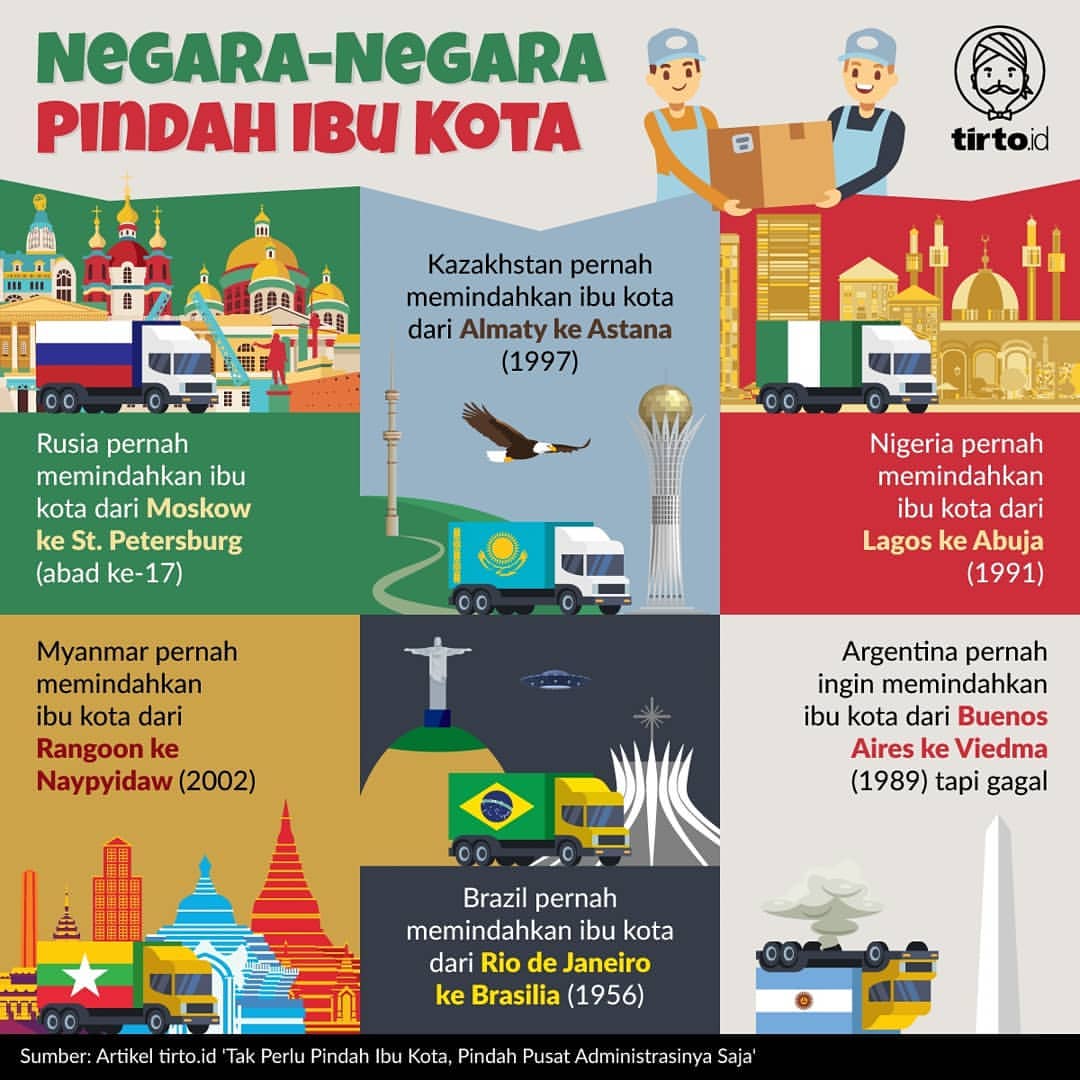 NEGARA-NEGARA
PINDAH IBU KOTA
tirto.id
Kazakhstan pernah
memindahkan ibu kota
dari Almaty ke Astana
(1997)
Rusia pernah
memindahkan ibu
kota dari Moskow
ke St. Petersburg
(abad ke-17)
Nigeria pernah
memindahkan
ibu kota dari
Lagos ke Abuja
(1991)
Myanmar pernah
memindahkan
ibu kota dari
Rangoon ke
Naypyidaw (2002)
Brazil pernah
memindahkan ibu kota
dari Rio de Janeiro
ke Brasilia (1956)
Argentina pernah
ingin memindahkan
ibu kota dari Buenos
Aires ke Viedma
(1989) tapi gagal
Sumber: Artikel tirto.id 'Tak Perlu Pindah Ibu Kota, Pindah Pusat Administrasinya Saja'